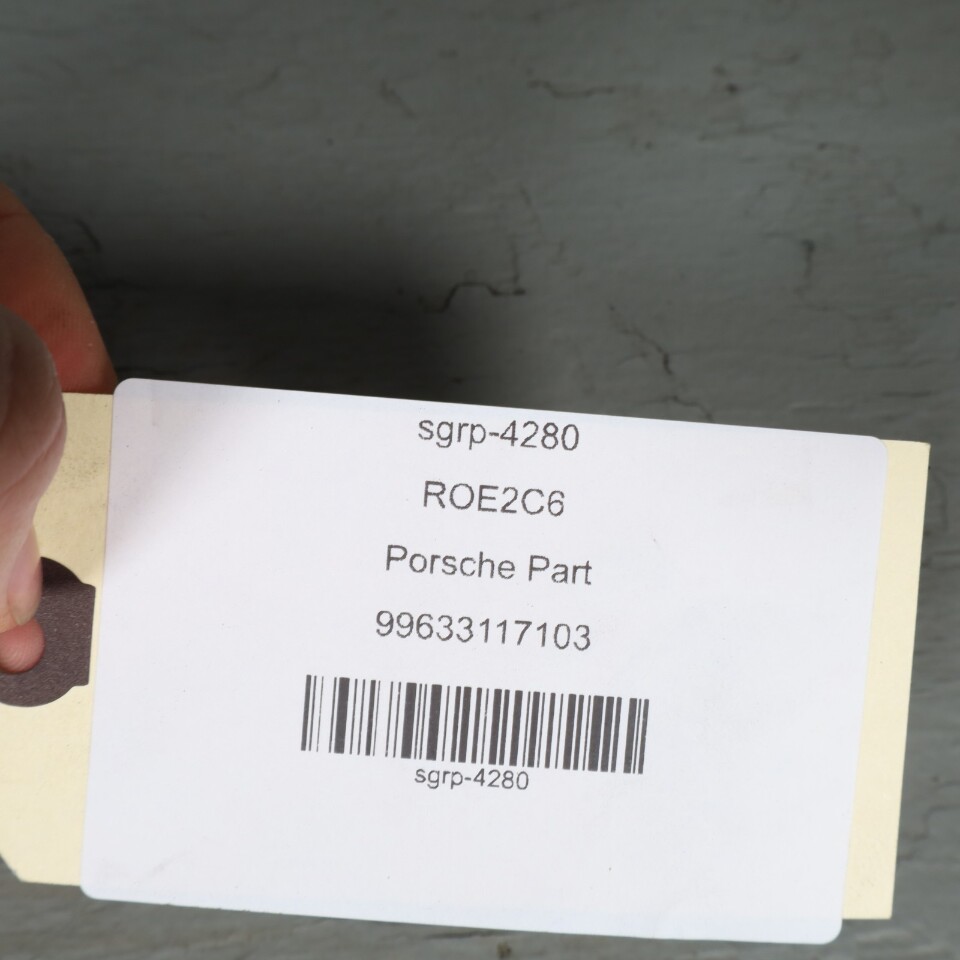 sgrp-4280
ROE2C6
Porsche Part
99633117103
sgrp-4280